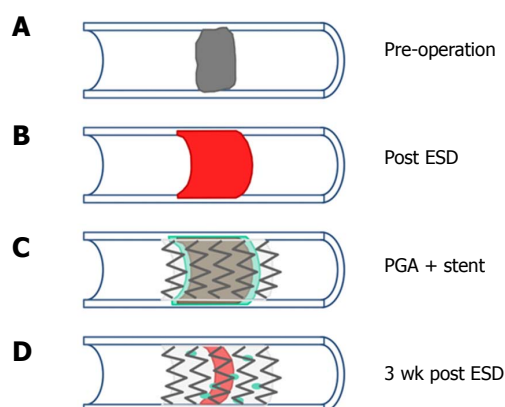 A
Pre-operation
B
Post ESD
C
PGA + stent
D
3 wk post ESD